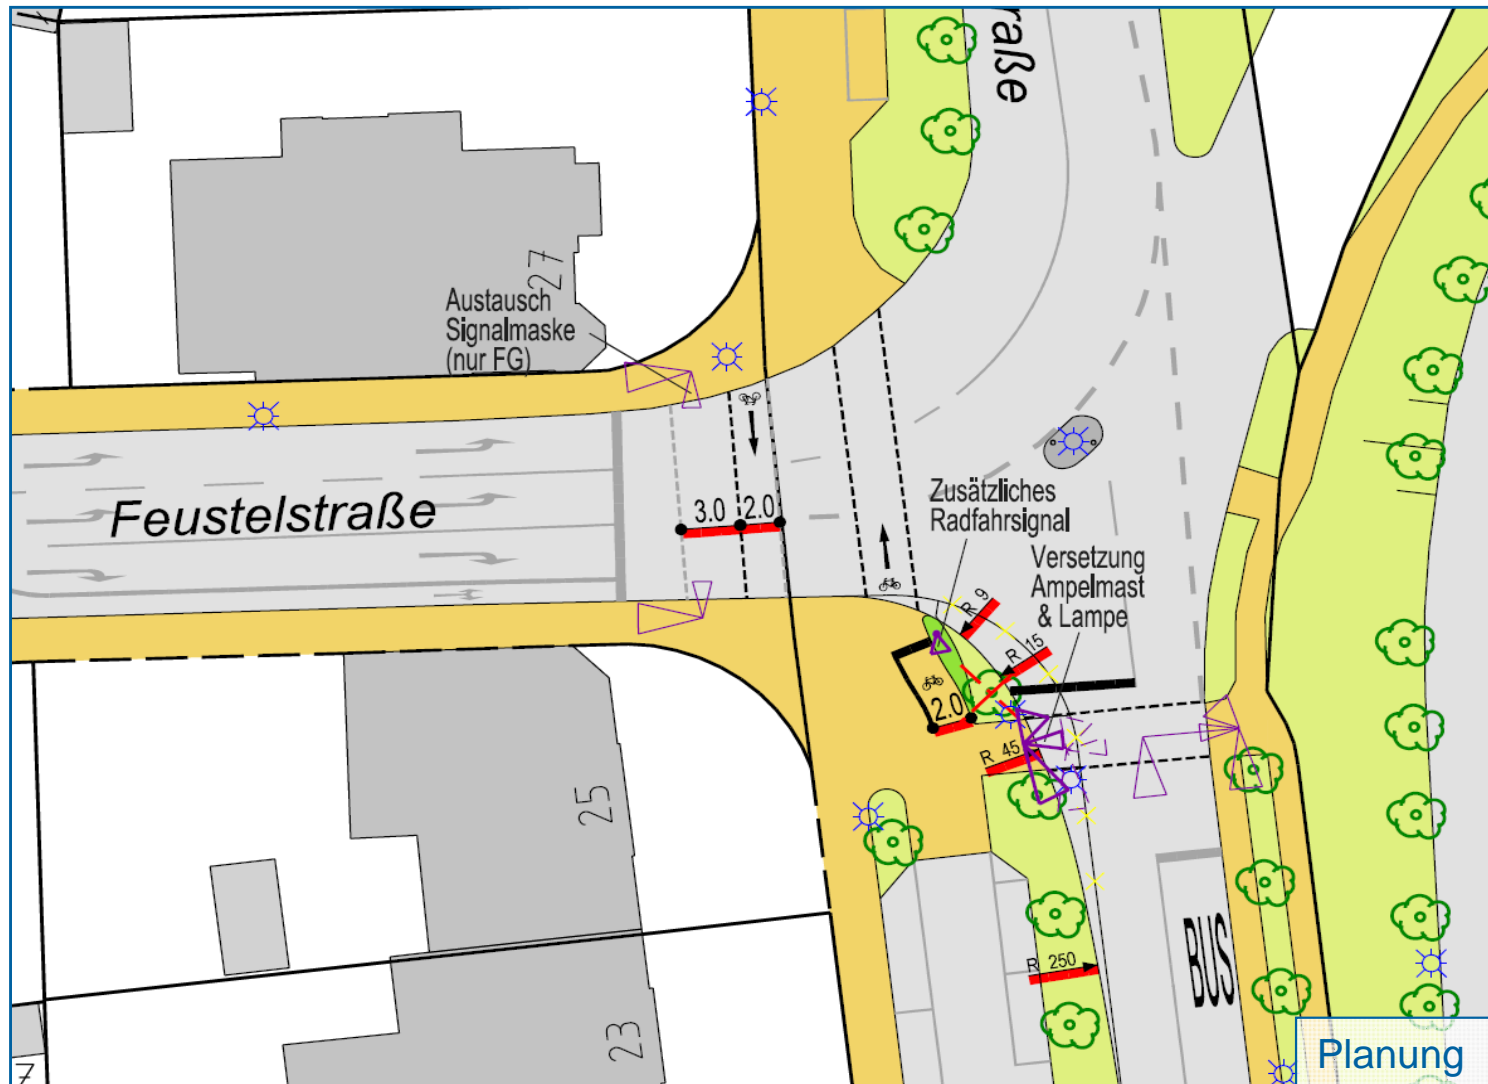 raße
27
Austausch
Signalmaske
(nur FG)
Feustelstraße
3.0
2.0
Zusätzliches
Radfahrsignal
Versetzung
Ampelmast
& Lampe
R 9
R 15
2.0
R 45
25
R 250
BUS
23
7
Planung